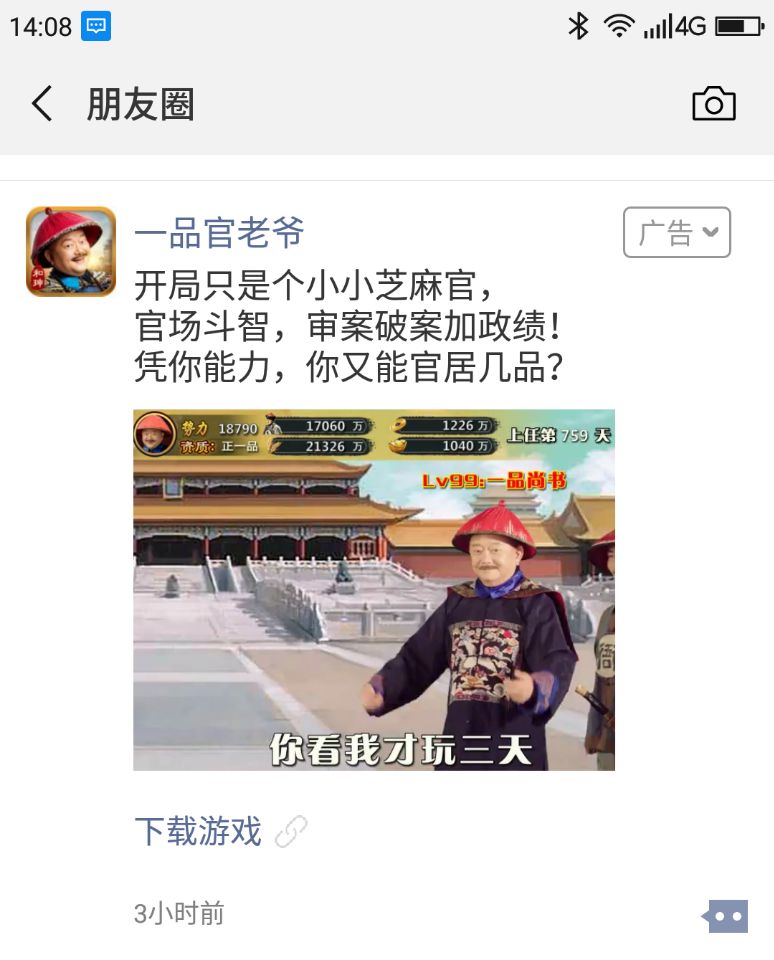 14:08
4G
朋友圈
一品官老爷
广告
和珅
开局只是个小小芝麻官，
官场斗智，审案破案加政绩！
凭你能力，你又能官居几品？
势力 18790 17060 万 1226 万
资质：正一品 21326 万 1040 万
上任第 759 天
Lv99:一品尚书
你看我才玩三天
下载游戏
3小时前